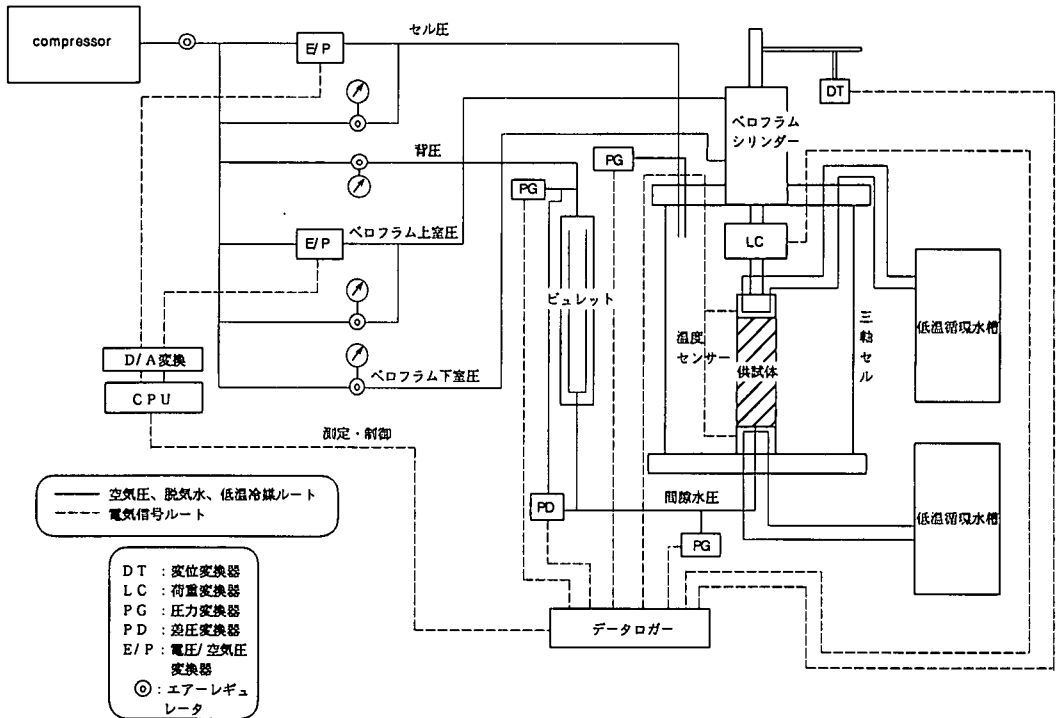 compressor
E/P
セル圧
DT
ベロフラム
シリンダー
背圧
PG
PG
ベロフラム上室圧
E/P
LC
ビュレット
温度
センサー
供試体
三軸セル
低温循環水槽
D/A変換
CPU
ベロフラム下室圧
測定・制御
間隙水圧
PD
PG
低温循環水槽
データロガー
空気圧、脱気水、低温冷媒ルート
電気信号ルート
DT :変位変換器
LC :荷重変換器
PG :圧力変換器
PD :差圧変換器
E/P :電圧/空気圧
変換器
◎:エアーレギュ
レータ